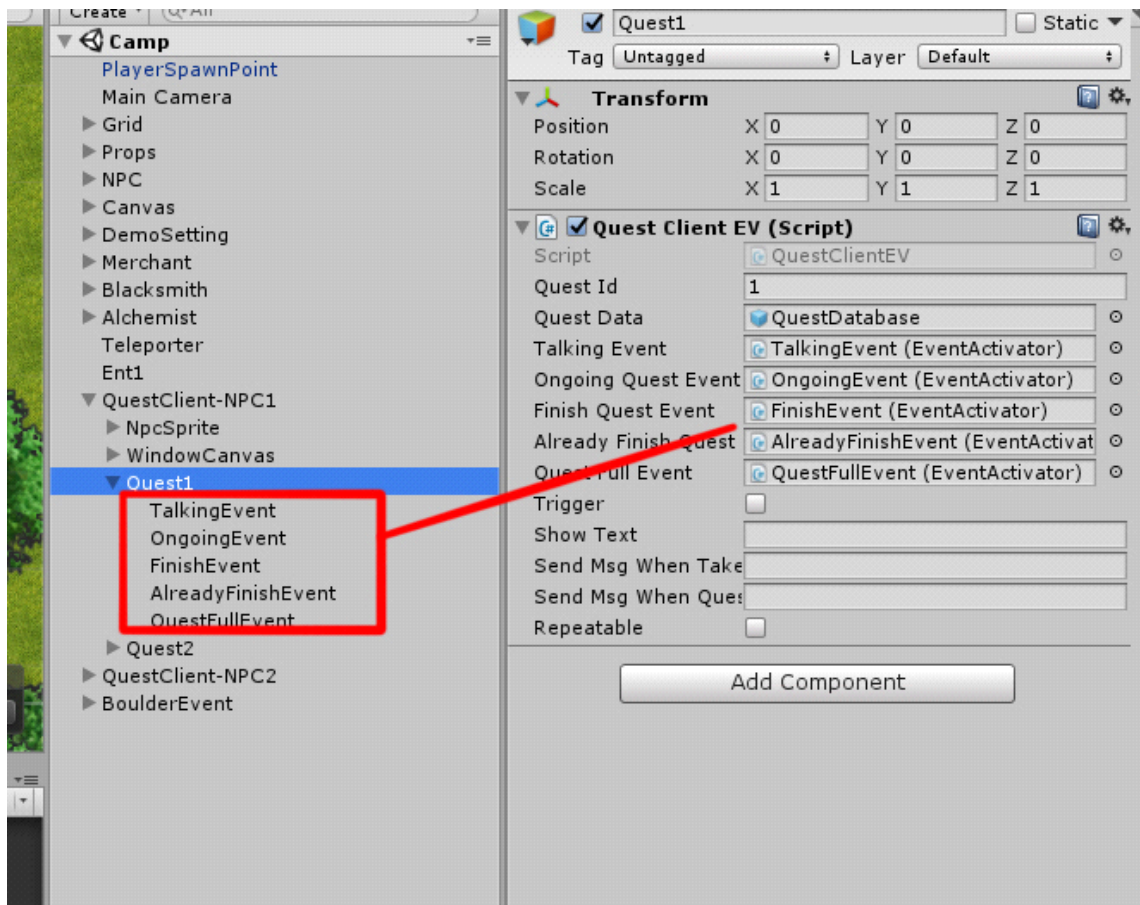 Create
Camp
PlayerSpawnPoint
Main Camera
Grid
Props
NPC
Canvas
DemoSetting
Merchant
Blacksmith
Alchemist
Teleporter
Ent1
QuestClient-NPC1
NpcSprite
WindowCanvas
Quest1
TalkingEvent
OngoingEvent
FinishEvent
AlreadyFinishEvent
QuestFullEvent
Quest2
QuestClient-NPC2
BoulderEvent
Quest1 Static
Tag Untagged Layer Default
Transform
Position X 0 Y 0 Z 0
Rotation X 0 Y 0 Z 0
Scale X 1 Y 1 Z 1
Quest Client EV (Script)
Script QuestClientEV
Quest Id 1
Quest Data QuestDatabase
Talking Event TalkingEvent (EventActivator)
Ongoing Quest Event OngoingEvent (EventActivator)
Finish Quest Event FinishEvent (EventActivator)
Already Finish Quest AlreadyFinishEvent (EventActivat
Quest Full Event QuestFullEvent (EventActivator)
Trigger
Show Text
Send Msg When Take
Send Msg When Ques
Repeatable
Add Component